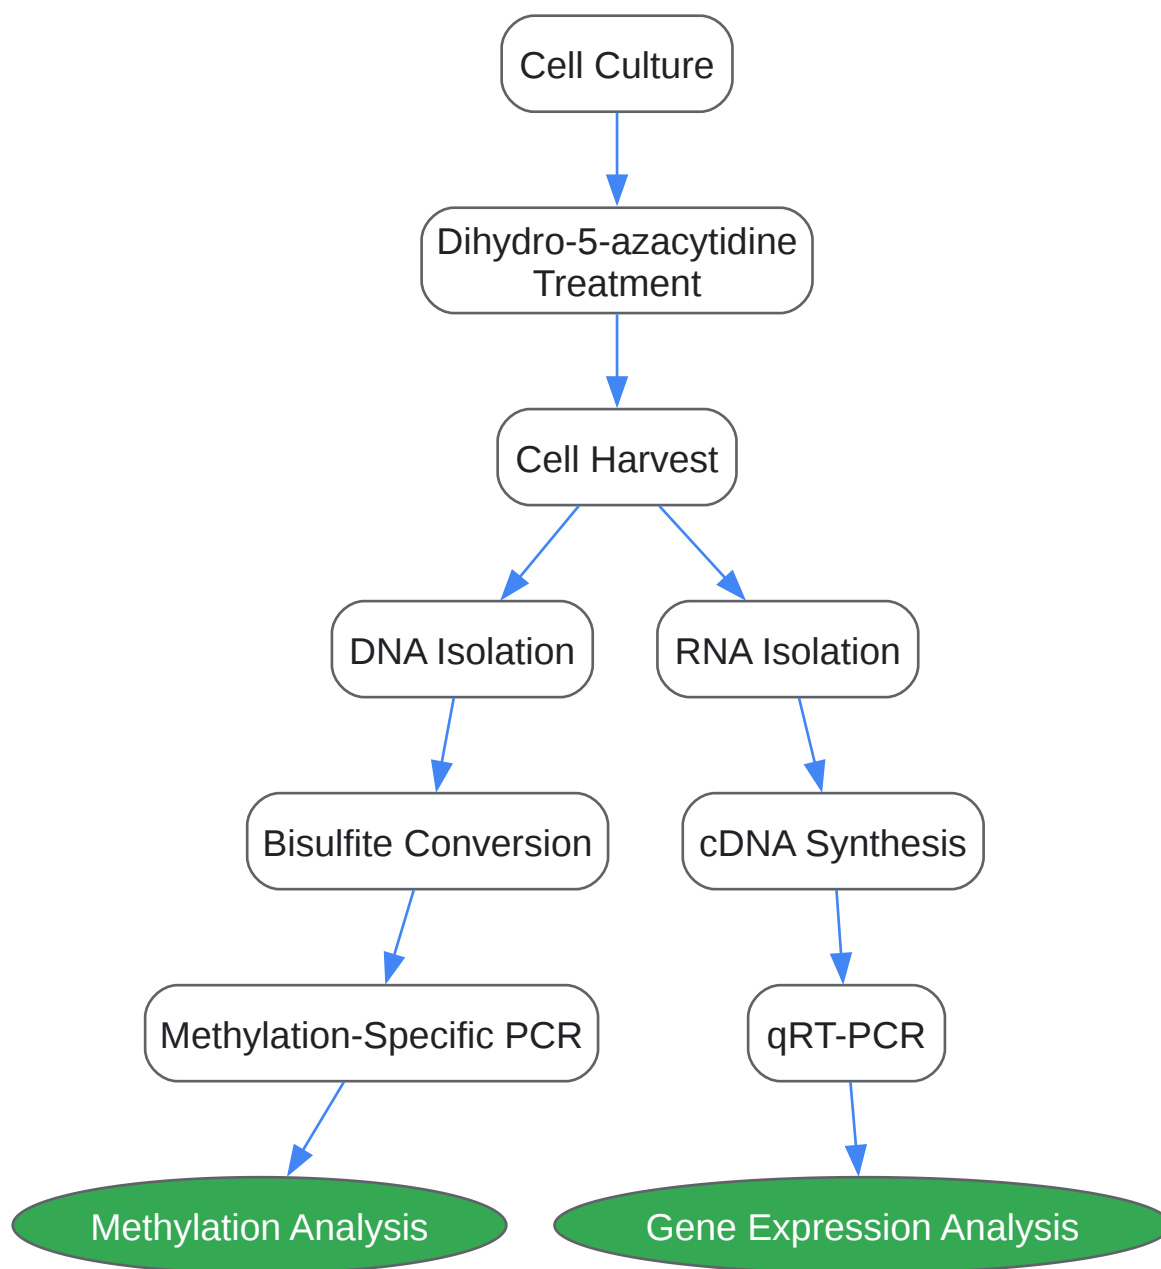 Cell Culture
Dihydro-5-azacytidine
Treatment
Cell Harvest
DNA Isolation
RNA Isolation
Bisulfite Conversion
cDNA Synthesis
Methylation-Specific PCR
qRT-PCR
Methylation Analysis
Gene Expression Analysis